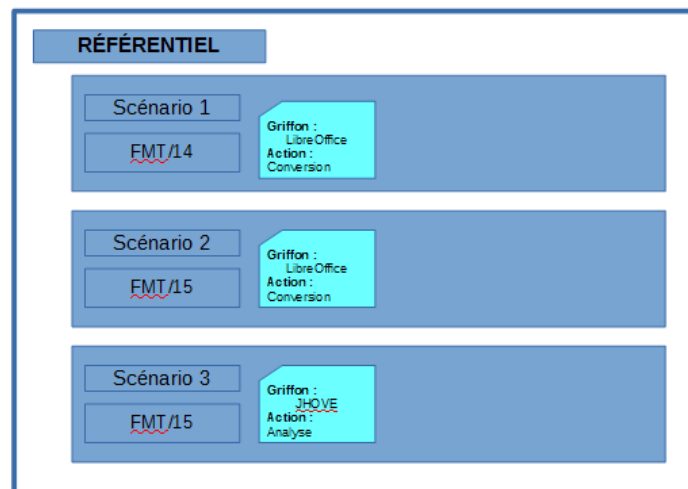 RÉFÉRENTIEL
Scénario 1
FMT/14
Griffon :
LibreOffice
Action :
Conversion
Scénario 2
FMT/15
Griffon :
LibreOffice
Action :
Conversion
Scénario 3
FMT/15
Griffon :
JHOVE
Action :
Analyse